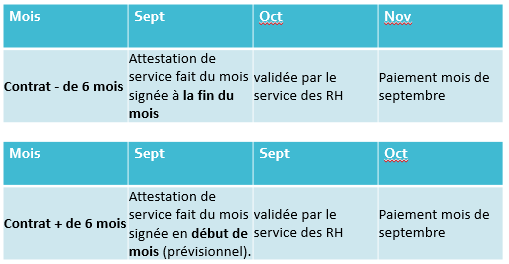 Mois Sept Oct Nov
Attestation de
service fait du mois validée par le Paiement mois de
Contrat - de 6 mois signée à la fin du service des RH septembre
mois
Mois Sept Sept Oct
Attestation de
service fait du mois validée par le Paiement mois de
Contrat + de 6 mois signée en début de service des RH septembre
mois (prévisionnel).